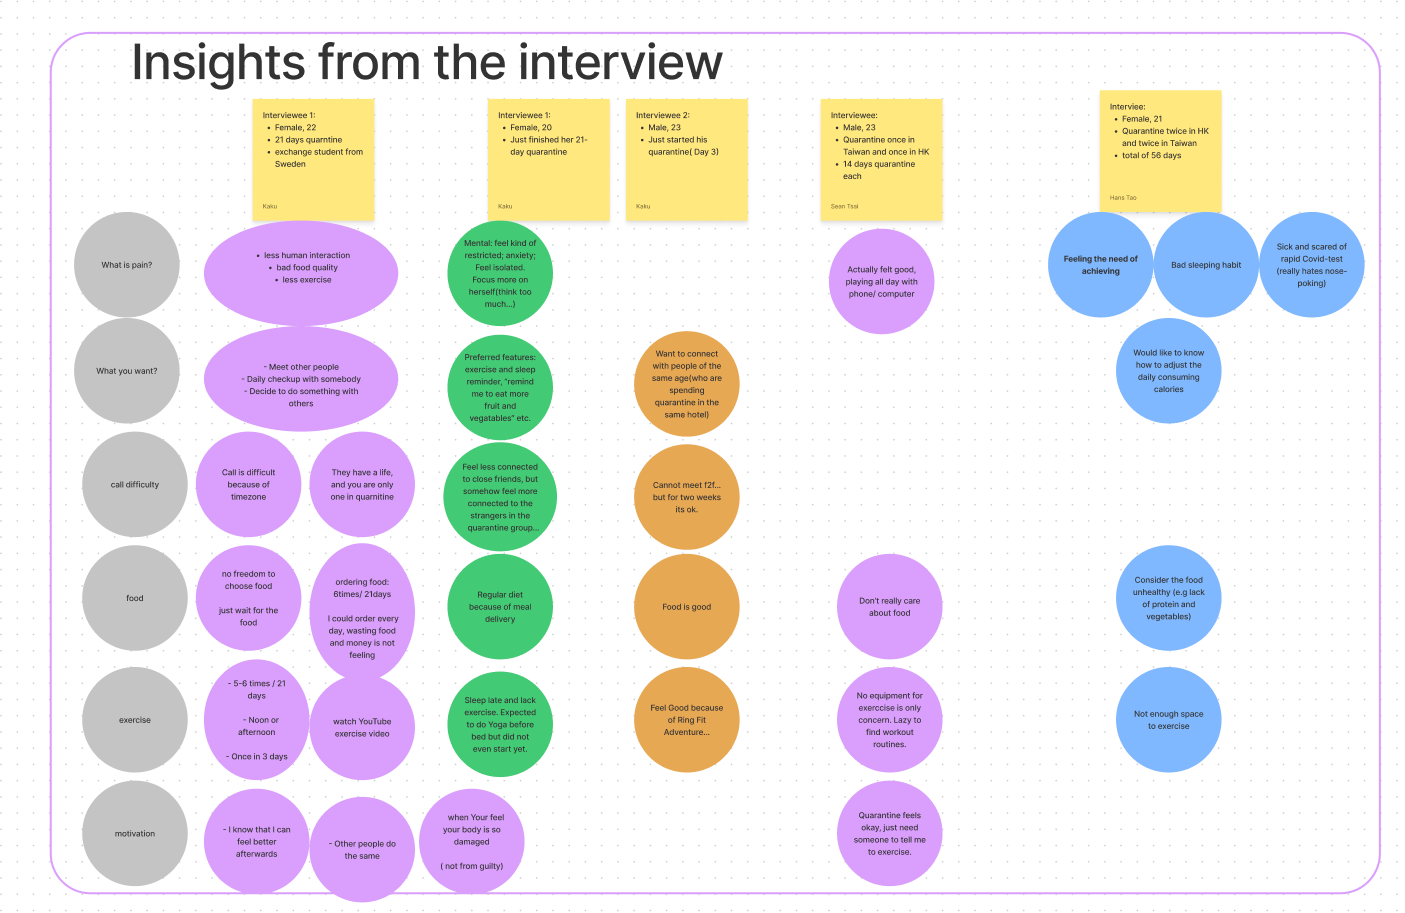 Insights from the interview
Interviewee 1:
• Female, 22
• 21 days quarntine
• exchange student from
Sweden
Kaku
Interviewee 1:
• Female, 20
• Just finished her 21-
day quarantine
Kaku
Interviewee 2:
• Male, 23
• Just started his
quarantine( Day 3)
Kaku
Interviewee:
• Male, 23
• Quarantine once in
Taiwan and once in HK
• 14 days quarantine
each
Sean Tsai
Interviee:
• Female, 21
• Quarantine twice in HK
and twice in Taiwan
• total of 56 days
Hans Tao
What is pain?
• less human interaction
• bad food quality
• less exercise
Mental: feel kind of
restricted; anxiety;
Feel isolated.
Focus more on
herself(think too
much...)
Actually felt good,
playing all day with
phone/ computer
Feeling the need of
achieving
Bad sleeping habit
Sick and scared of
rapid Covid-test
(really hates nose-
poking)
What you want?
- Meet other people
- Daily checkup with somebody
- Decide to do something with
others
Preferred features:
exercise and sleep
reminder, "remind
me to eat more
fruit and
vegatables" etc.
Want to connect
with people of the
same age(who are
spending
quarantine in the
same hotel)
Would like to know
how to adjust the
daily consuming
calories
call difficulty
Call is difficult
because of
timezone
They have a life,
and you are only
one in quarnitine
Feel less connected
to close friends, but
somehow feel more
connected to the
strangers in the
quarantine group...
Cannot meet f2f...
but for two weeks
its ok.
food
no freedom to
choose food
just wait for the
food
ordering food:
6times/ 21days
I could order every
day, wasting food
and money is not
feeling
Regular diet
because of meal
delivery
Food is good
Don't really care
about food
Consider the food
unhealthy (e.g lack
of protein and
vegetables)
exercise
- 5-6 times / 21
days
- Noon or
afternoon
- Once in 3 days
watch YouTube
exercise video
Sleep late and lack
exercise. Expected
to do Yoga before
bed but did not
even start yet.
Feel Good because
of Ring Fit
Adventure...
No equipment for
exerccise is only
concern. Lazy to
find workout
routines.
Not enough space
to exercise
motivation
- I know that I can
feel better
afterwards
- Other people do
the same
when Your feel
your body is so
damaged
( not from guilty)
Quarantine feels
okay, just need
someone to tell me
to exercise.